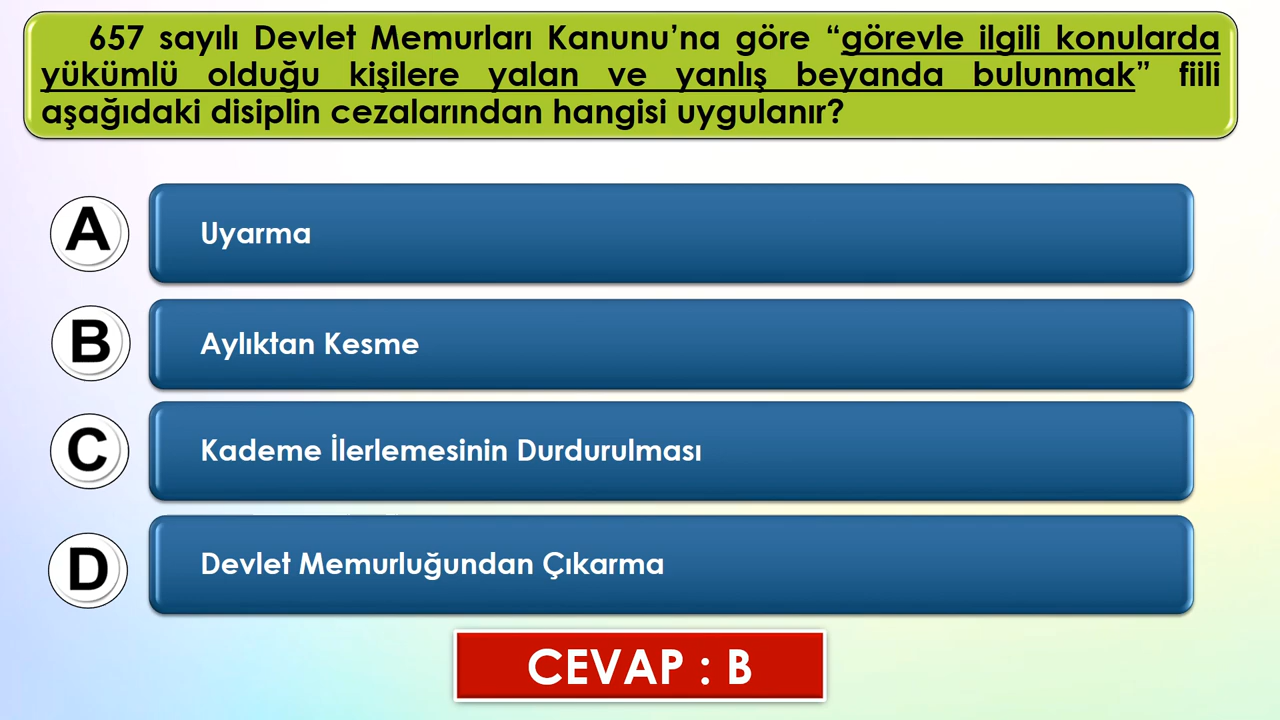 657 sayılı Devlet Memurları Kanunu’na göre “görevle ilgili konularda
yükümlü olduğu kişilere yalan ve yanlış beyanda bulunmak” fiili
aşağıdaki disiplin cezalarından hangisi uygulanır?
A Uyarma
B Aylıktan Kesme
C Kademe İlerlemesinin Durdurulması
D Devlet Memurluğundan Çıkarma
CEVAP : B